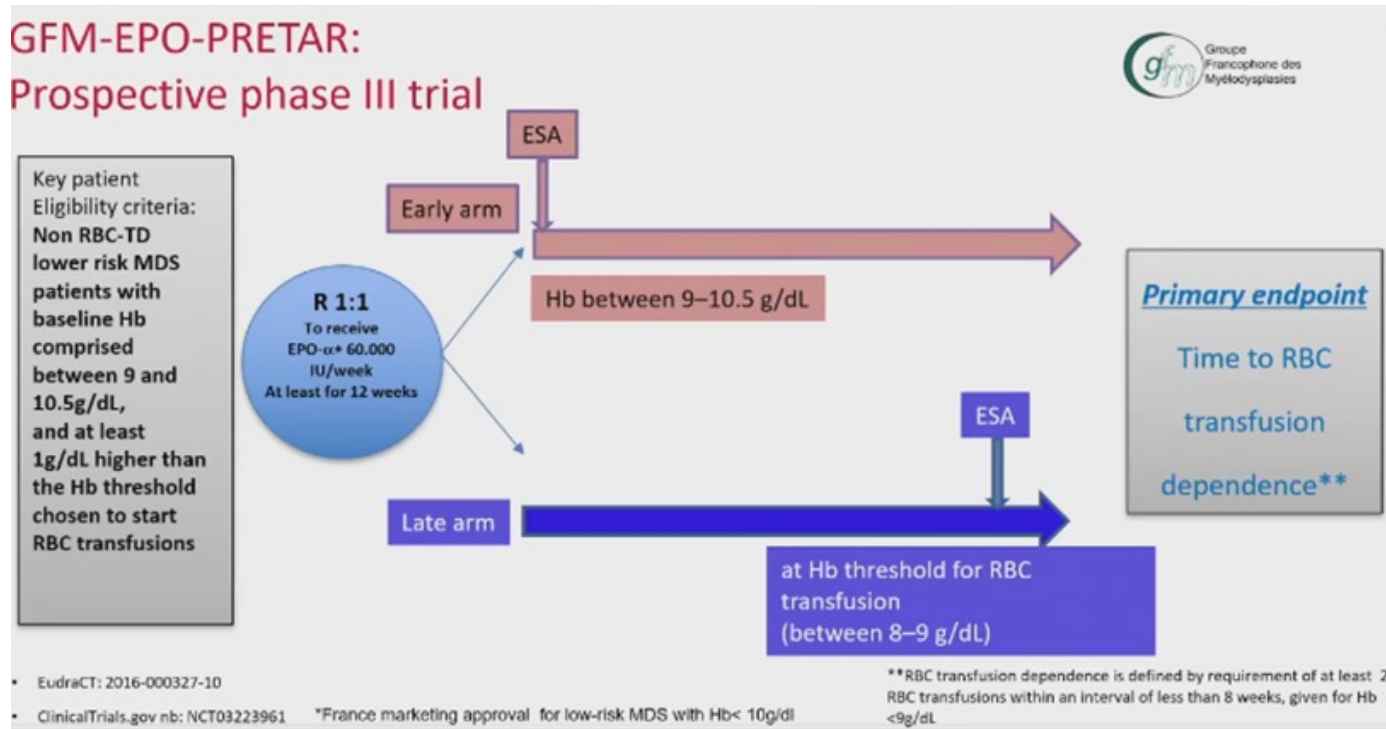 GFM-EPO-PRETAR:
Prospective phase III trial
gfm
Groupe
Francophone des
Myélodysplasies
Key patient
Eligibility criteria:
Non RBC-TD
lower risk MDS
patients with
baseline Hb
comprised
between 9 and
10.5g/dL,
and at least
1g/dL higher than
the Hb threshold
chosen to start
RBC transfusions
R 1:1
To receive
EPO-α* 60.000
IU/week
At least for 12 weeks
ESA
Early arm
Hb between 9–10.5 g/dL
ESA
Late arm
at Hb threshold for RBC
transfusion
(between 8–9 g/dL)
Primary endpoint
Time to RBC
transfusion
dependence**
• EudraCT: 2016-000327-10
• ClinicalTrials.gov nb: NCT03223961
*France marketing approval for low-risk MDS with Hb< 10g/dl
**RBC transfusion dependence is defined by requirement of at least 2
RBC transfusions within an interval of less than 8 weeks, given for Hb
<9g/dL